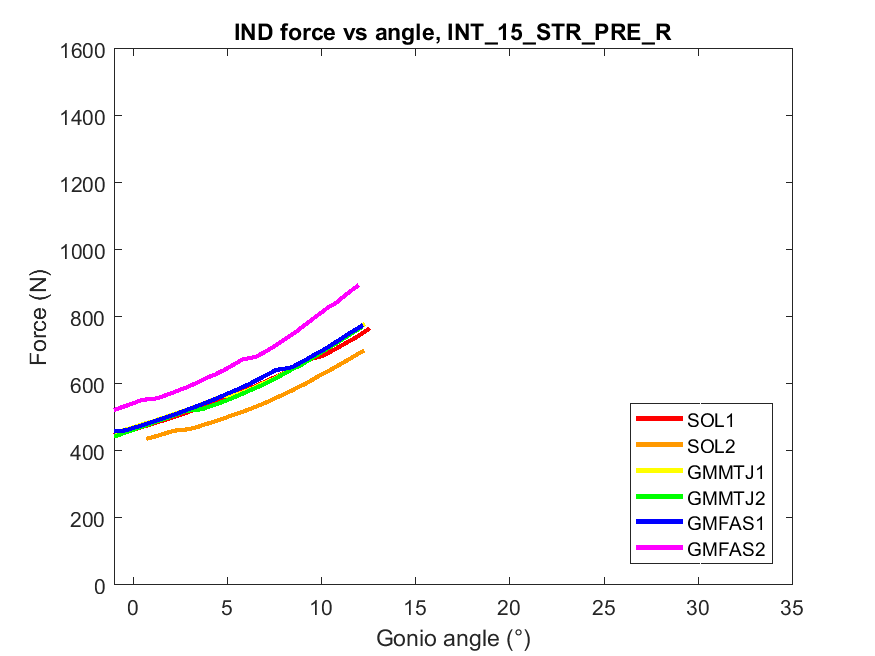 IND force vs angle, INT_15_STR_PRE_R
1600
1400
1200
1000
800
600
400
200
0
Force (N)
0 5 10 15 20 25 30 35
Gonio angle (°)
SOL1
SOL2
GMMTJ1
GMMTJ2
GMFAS1
GMFAS2